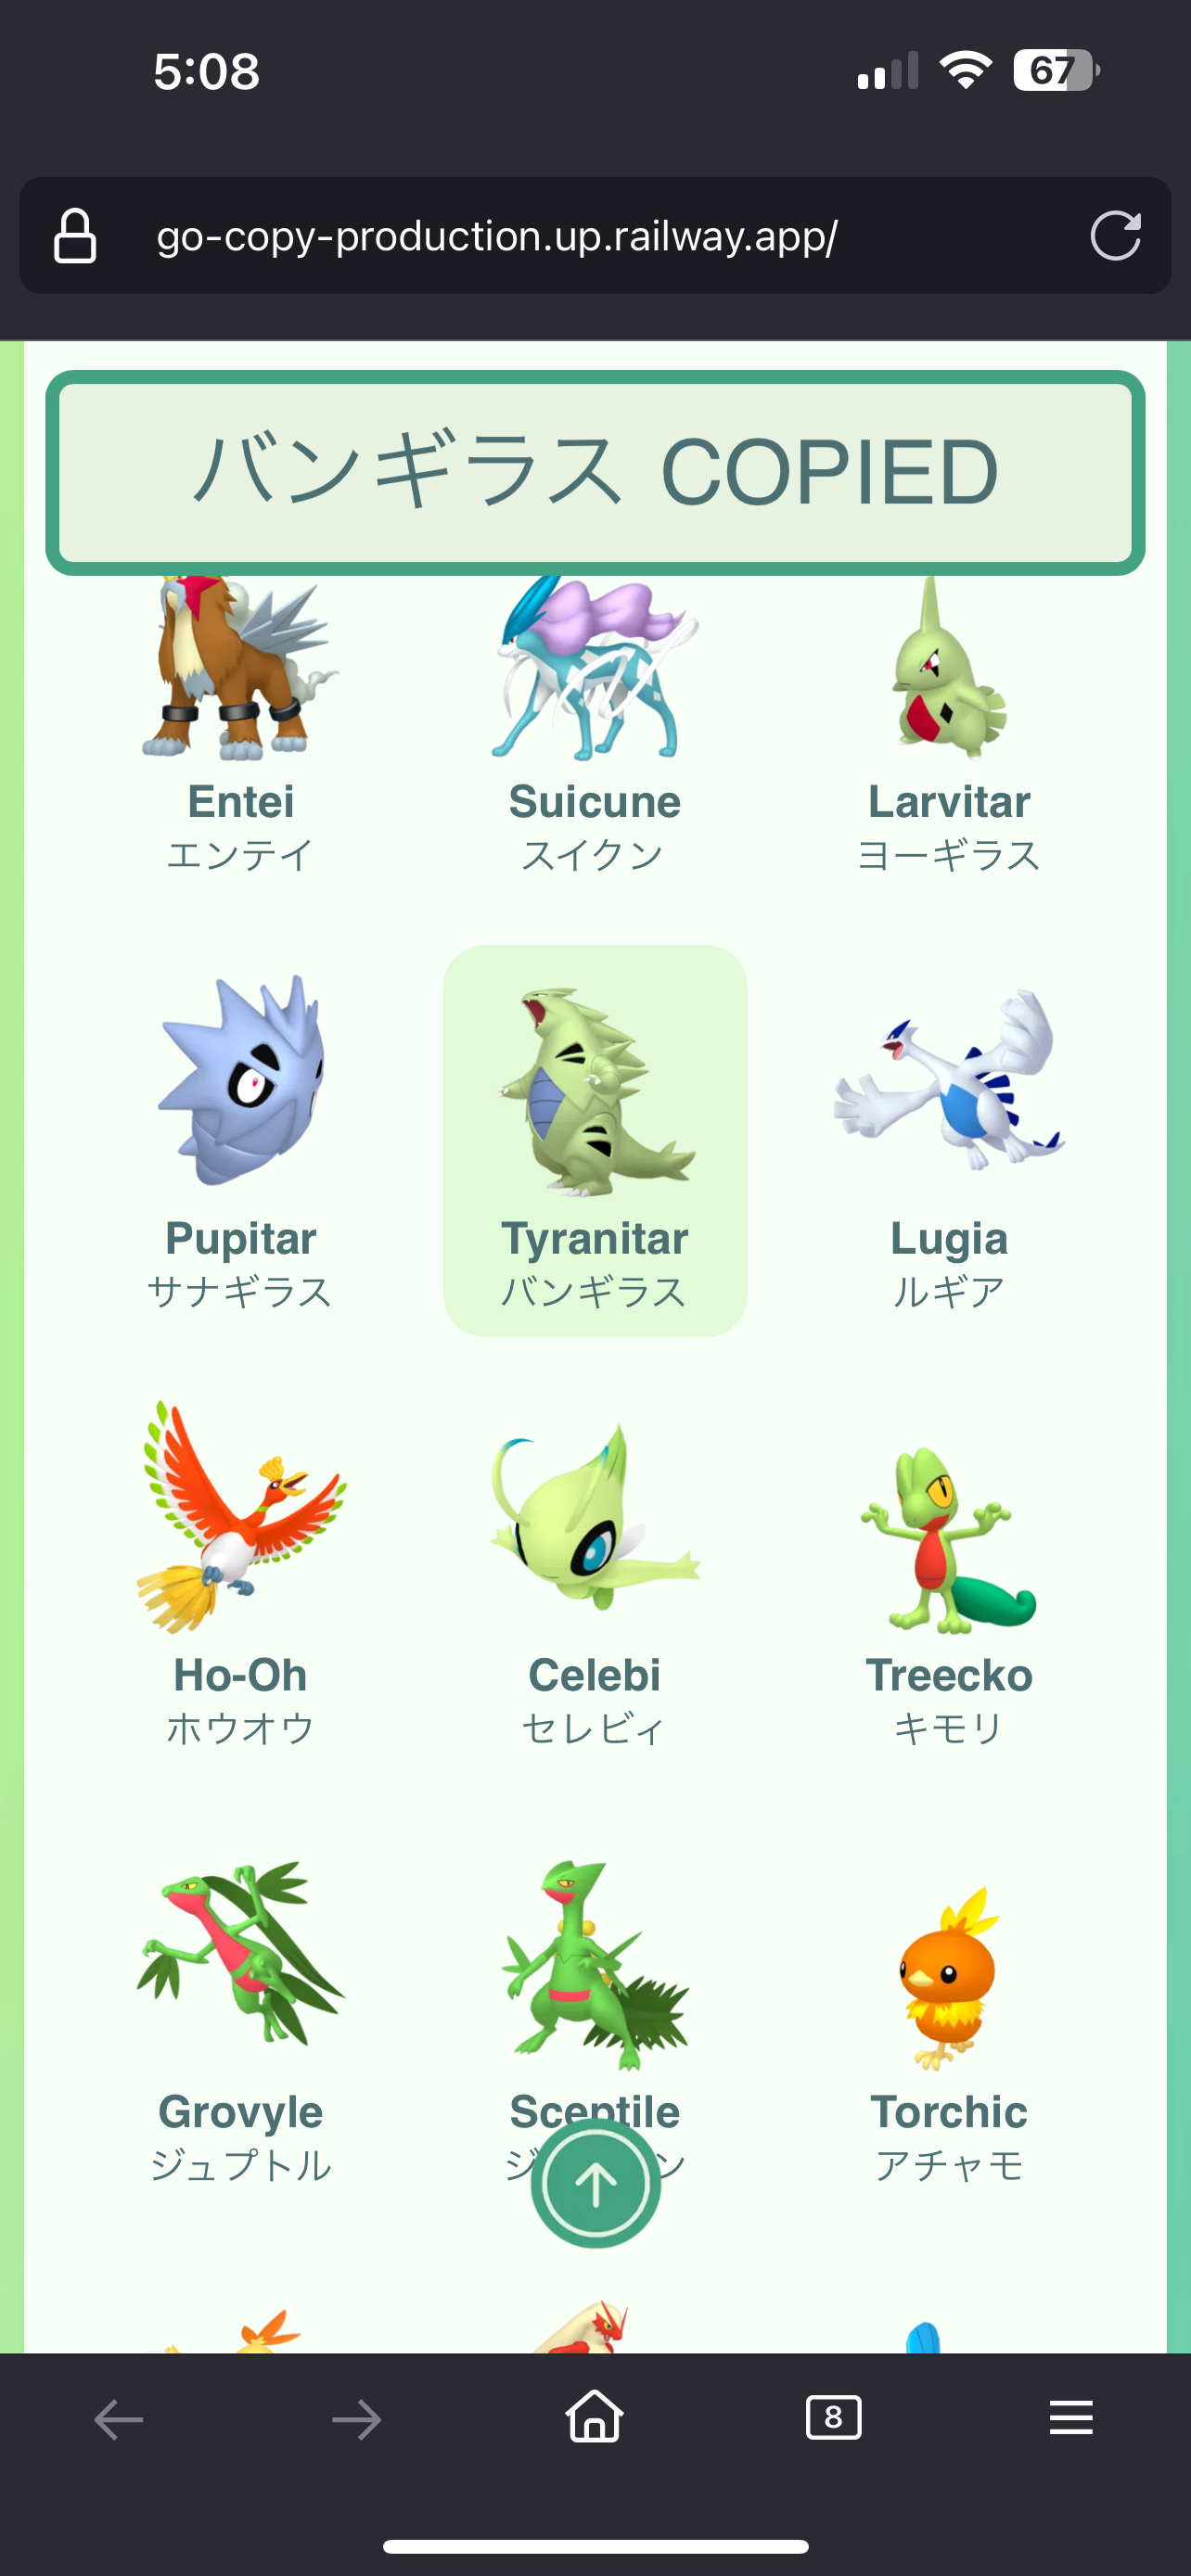 5:08
67
go-copy-production.up.railway.app/
バンギラス COPIED
Entei Suicune Larvitar
エンテイ スイクン ヨーギラス
Pupitar Tyranitar Lugia
サナギラス バンギラス ルギア
Ho-Oh Celebi Treecko
ホウオウ セレビィ キモリ
Grovyle Sceptile Torchic
ジュプトル アチャモ
8